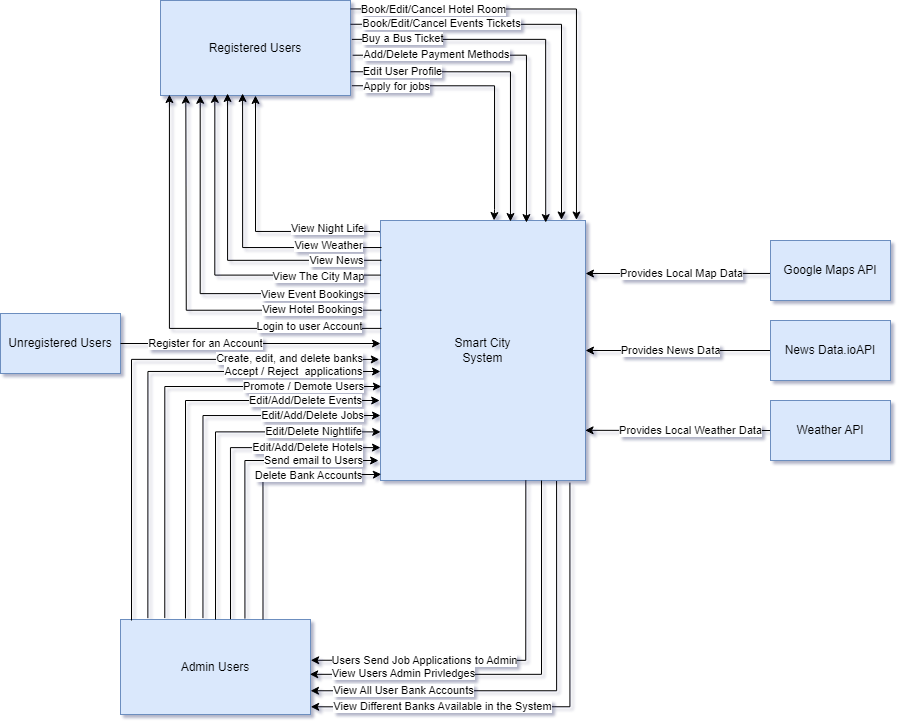 Book/Edit/Cancel Hotel Room
Book/Edit/Cancel Events Tickets
Registered Users
Buy a Bus Ticket
Add/Delete Payment Methods
Edit User Profile
Apply for jobs
View Night Life
View Weather
View News
View The City Map
View Event Bookings
View Hotel Bookings
Login to user Account
Unregistered Users
Register for an Account
Create, edit, and delete banks
Accept / Reject applications
Promote / Demote Users
Edit/Add/Delete Events
Edit/Add/Delete Jobs
Edit/Delete Nightlife
Edit/Add/Delete Hotels
Send email to Users
Delete Bank Accounts
Smart City
System
Provides Local Map Data
Google Maps API
Provides News Data
News Data.ioAPI
Provides Local Weather Data
Weather API
Admin Users
Users Send Job Applications to Admin
View Users Admin Privledges
View All User Bank Accounts
View Different Banks Available in the System